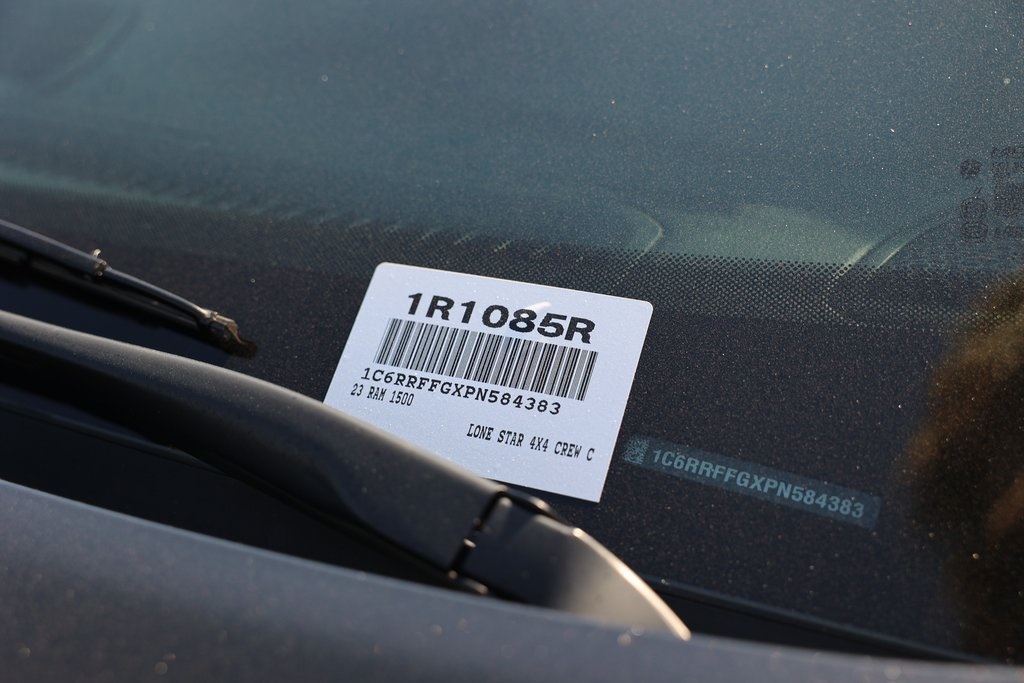 1R1085R
1C6RRFFGXPN584383
23 RAM 1500
LONE STAR 4X4 CREW C
1C6RRFFGXPN584383